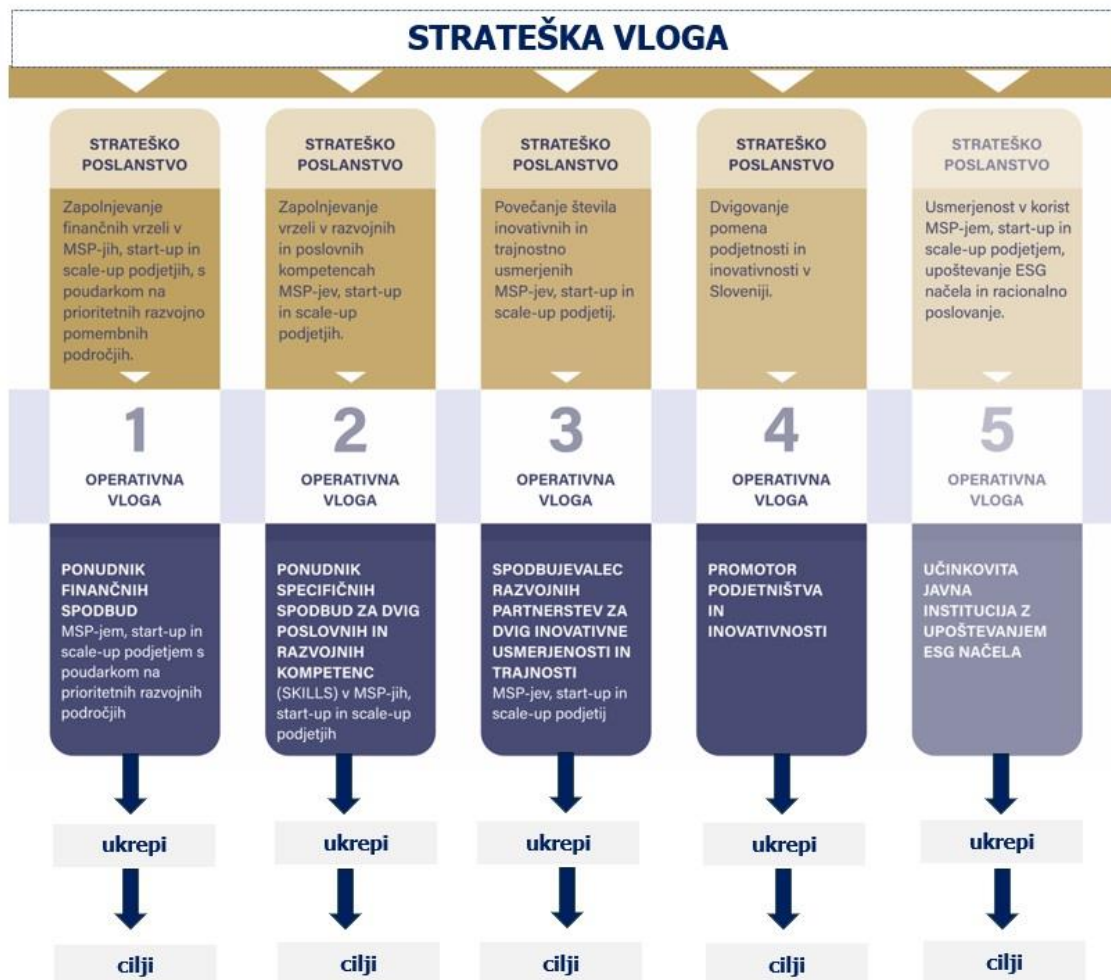 STRATEŠKA VLOGA
STRATEŠKO
POSLANSTVO
Zapolnjevanje
finančnih vrzeli v
MSP-jih, start-up in
scale-up podjetjih, s
poudarkom na
prioritetnih razvojno
pomembnih
področjih.
1
OPERATIVNA
VLOGA
PONUDNIK
FINANČNIH
SPODBUD
MSP-jem, start-up in
scale-up podjetjem s
poudarkom na
prioritetnih razvojnih
področjih
ukrepi
cilji
STRATEŠKO
POSLANSTVO
Zapolnjevanje
vrzeli v razvojnih
in poslovnih
kompetencah
MSP-jev, start-up
in scale-up
podjetjih.
2
OPERATIVNA
VLOGA
PONUDNIK
SPECIFIČNIH
SPODBUD ZA DVIG
POSLOVNIH IN
RAZVOJNIH
KOMPETENC
(SKILLS) v MSP-jih,
start-up in scale-up
podjetjih
ukrepi
cilji
STRATEŠKO
POSLANSTVO
Povečanje števila
inovativnih in
trajnostno
usmerjenih
MSP-jev, start-up in
scale-up podjetij.
3
OPERATIVNA
VLOGA
SPODBUJEVALEC
RAZVOJNIH
PARTNERSTEV ZA
DVIG INOVATIVNE
USMERJENOSTI IN
TRAJNOSTI
MSP-jev, start-up in
scale-up podjetij
ukrepi
cilji
STRATEŠKO
POSLANSTVO
Dvigovanje
pomena
podjetnosti in
inovativnosti v
Sloveniji.
4
OPERATIVNA
VLOGA
PROMOTOR
PODJETNIŠTVA
IN
INOVATIVNOSTI
ukrepi
cilji
STRATEŠKO
POSLANSTVO
Usmerjenost v korist
MSP-jem, start-up in
scale-up podjetjem,
upoštevanje ESG
načela in racionalno
poslovanje.
5
OPERATIVNA
VLOGA
UČINKOVITA
JAVNA
INSTITUCIJA Z
UPOŠTEVANJEM
ESG NAČELA
ukrepi
cilji